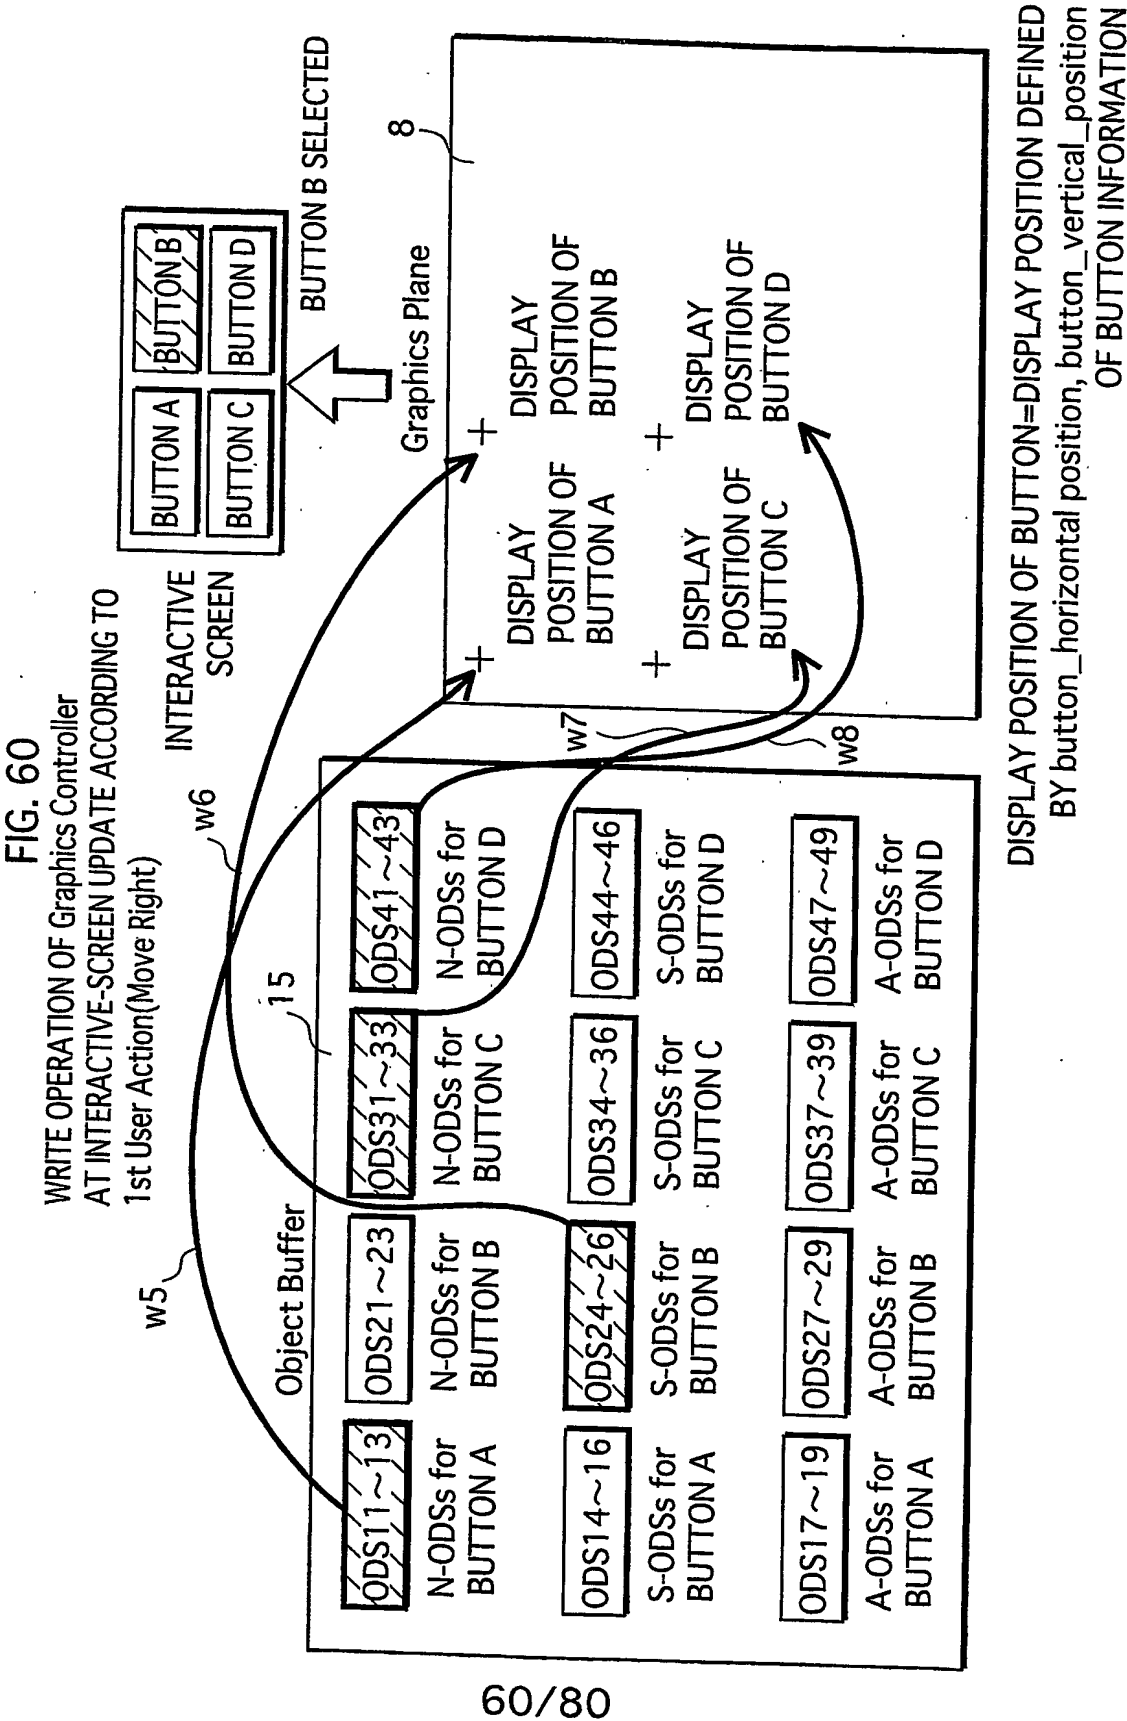 FIG. 60
WRITE OPERATION OF Graphics Controller
AT INTERACTIVE-SCREEN UPDATE ACCORDING TO
1st User Action(Move Right)
INTERACTIVE
SCREEN
BUTTON A
BUTTON B
BUTTON C
BUTTON D
BUTTON B SELECTED
w5
w6
Object Buffer
15
ODS11~13
N-ODSs for
BUTTON A
ODS21~23
N-ODSs for
BUTTON B
ODS31~33
N-ODSs for
BUTTON C
ODS41~43
N-ODSs for
BUTTON D
ODS14~16
S-ODSs for
BUTTON A
ODS24~26
S-ODSs for
BUTTON B
ODS34~36
S-ODSs for
BUTTON C
ODS44~46
S-ODSs for
BUTTON D
ODS17~19
A-ODSs for
BUTTON A
ODS27~29
A-ODSs for
BUTTON B
ODS37~39
A-ODSs for
BUTTON C
ODS47~49
A-ODSs for
BUTTON D
w7
w8
Graphics Plane
8
DISPLAY
POSITION OF
BUTTON A
DISPLAY
POSITION OF
BUTTON B
DISPLAY
POSITION OF
BUTTON C
DISPLAY
POSITION OF
BUTTON D
DISPLAY POSITION OF BUTTON=DISPLAY POSITION DEFINED
BY button_horizontal position, button_vertical_position
OF BUTTON INFORMATION
60/80